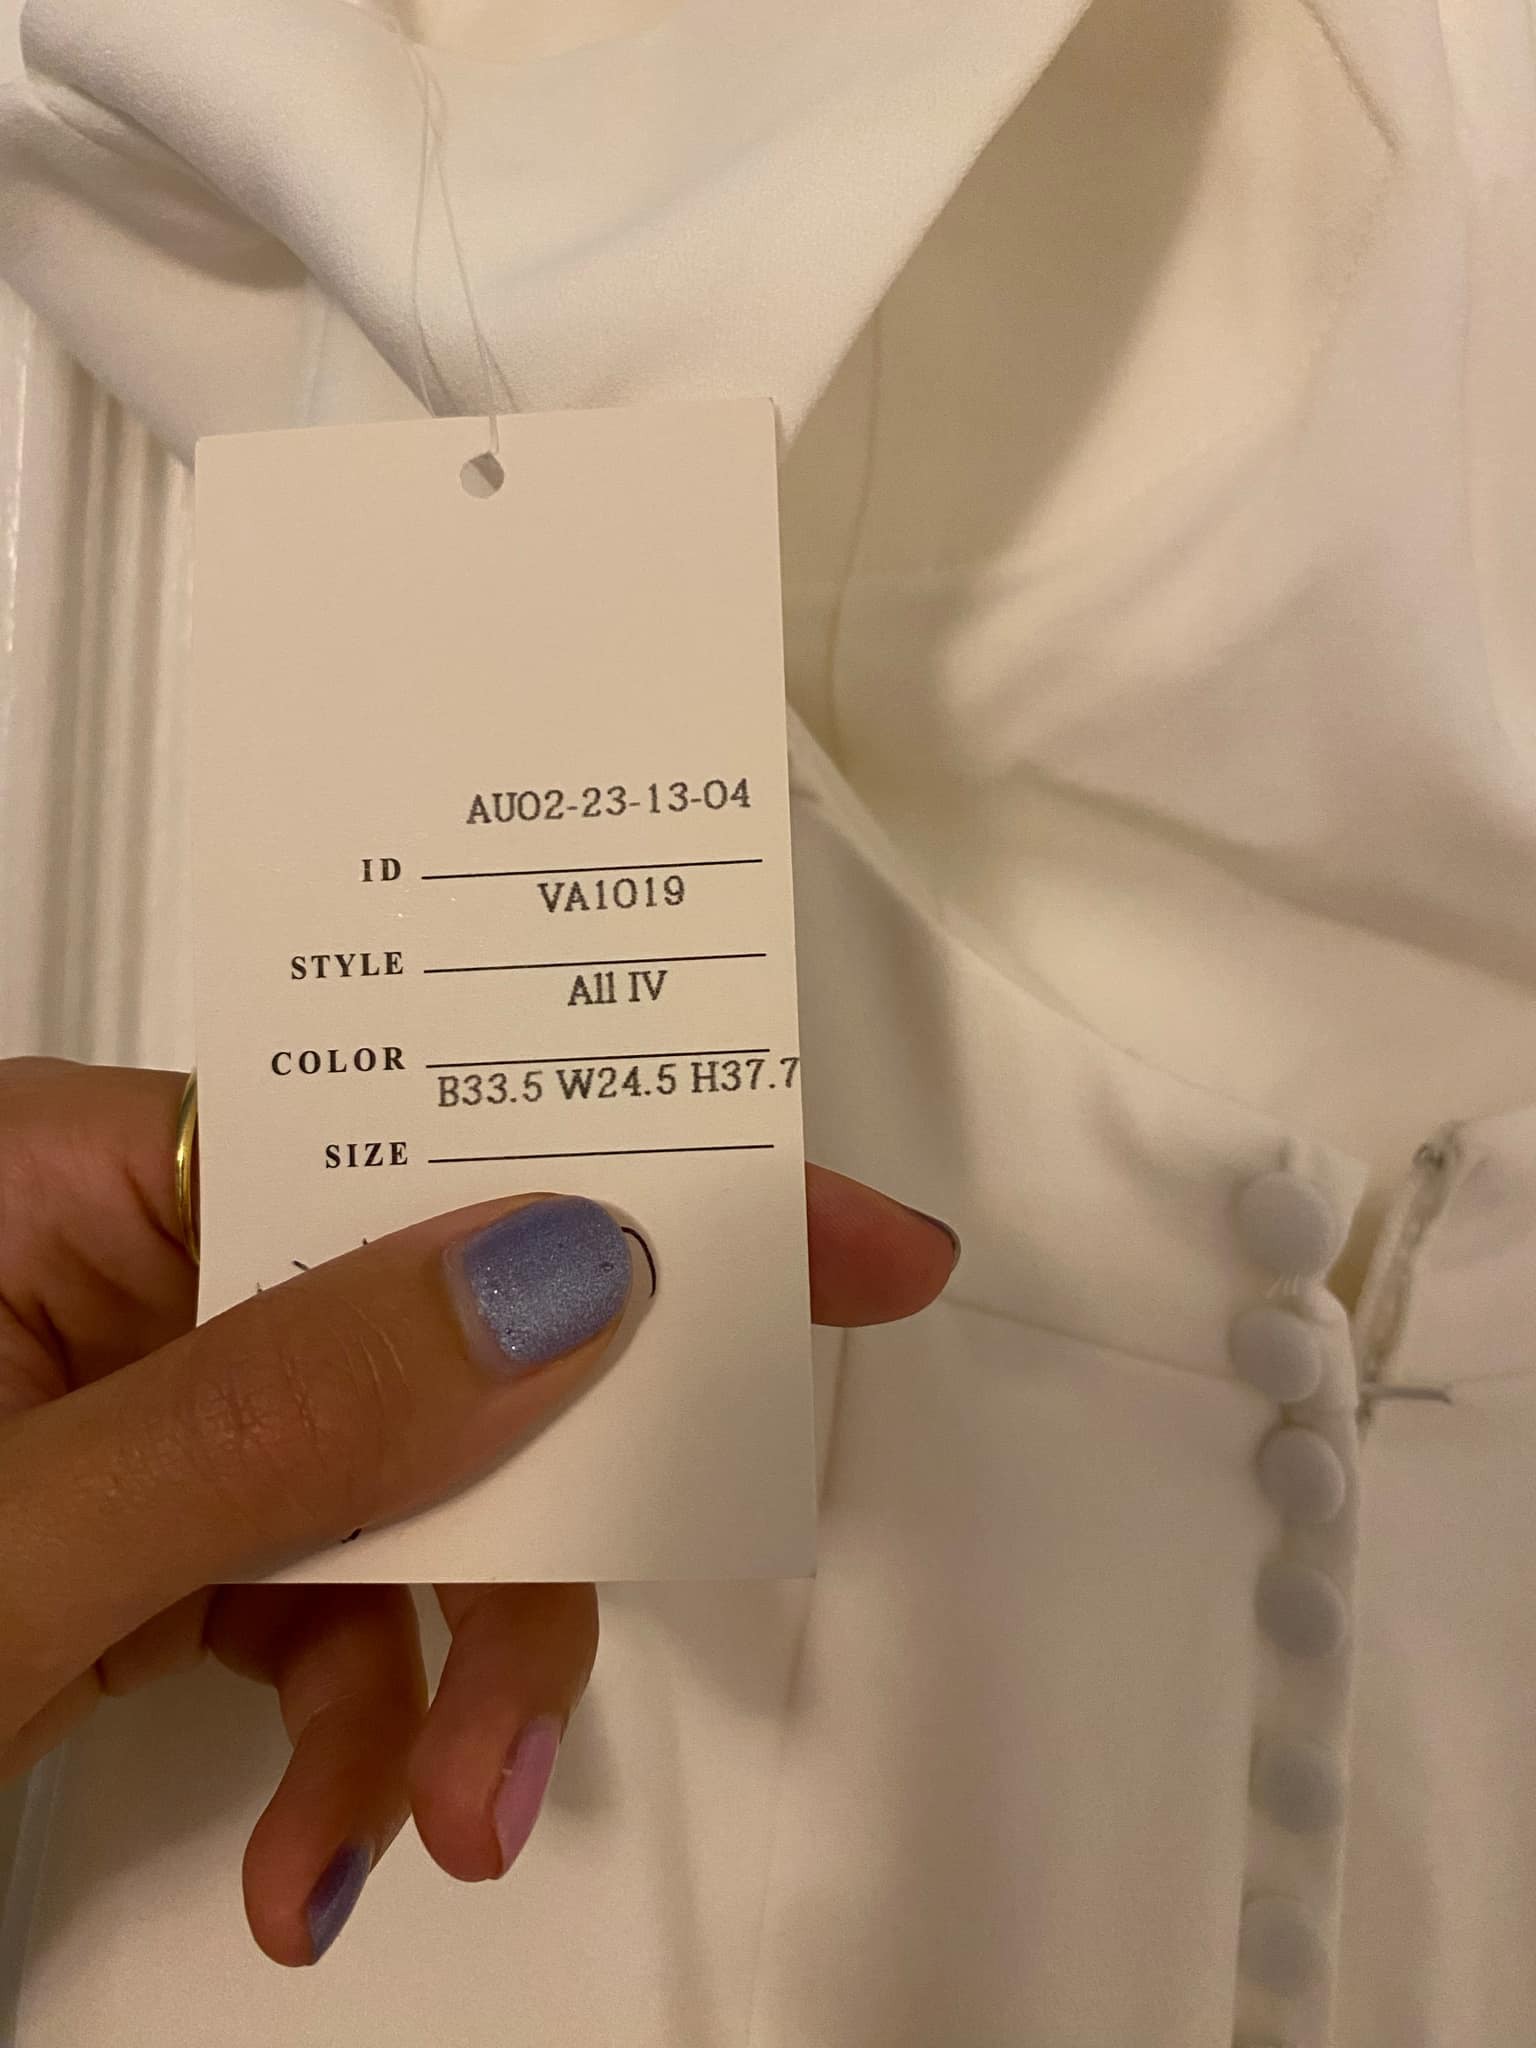 AU02-23-13-04
ID
VA1019
STYLE
All IV
COLOR
B33.5 W24.5 H37.7
SIZE